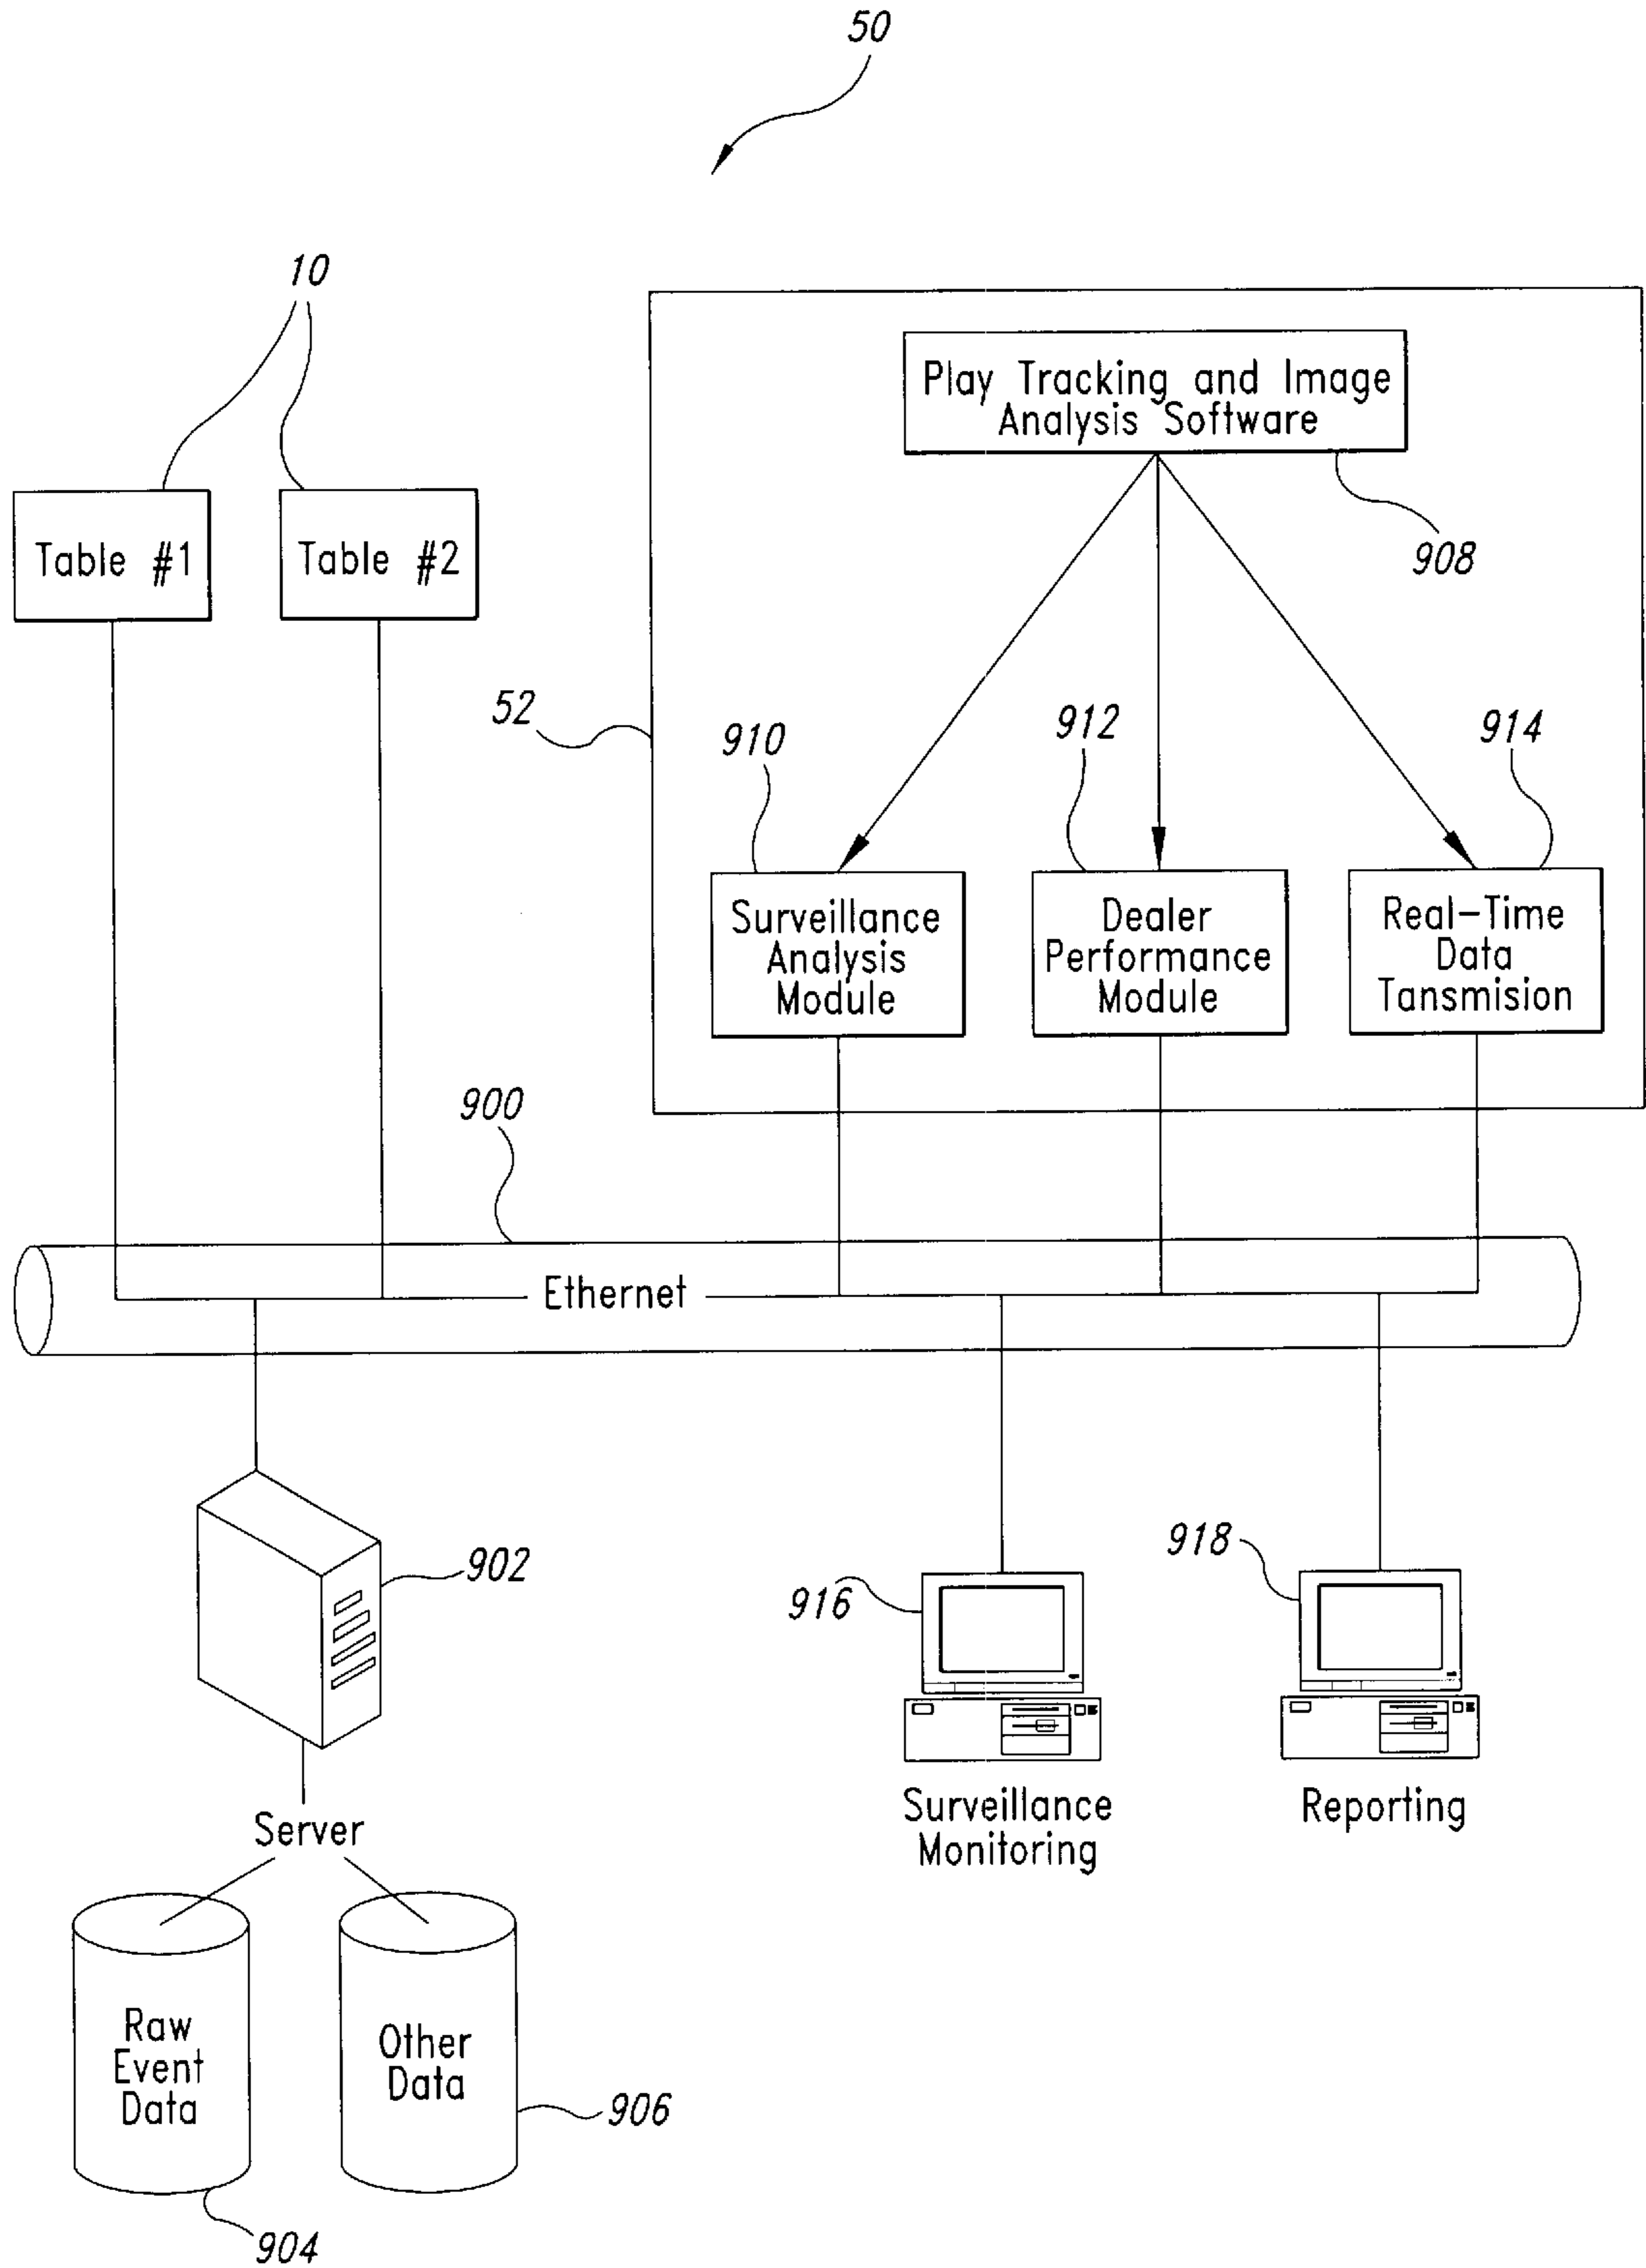 50
10
Play Tracking and Image
Analysis Software
908
Table #1
Table #2
52
910
912
914
Surveillance
Analysis
Module
Dealer
Performance
Module
Real-Time
Data
Tansmision
900
Ethernet
902
916
918
Surveillance
Monitoring
Reporting
Server
Raw
Event
Data
Other
Data
906
904